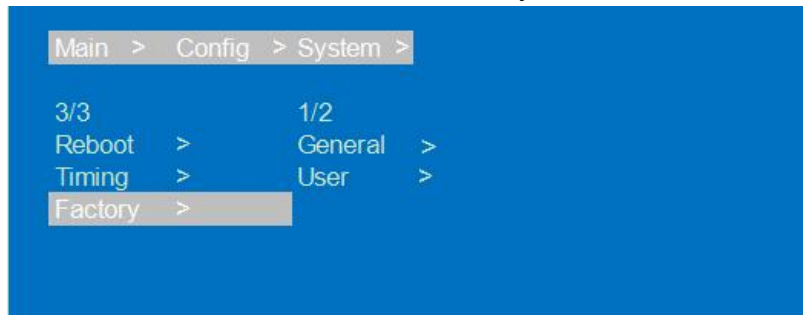 Main > Config > System >
3/3 1/2
Reboot > General >
Timing > User >
Factory >